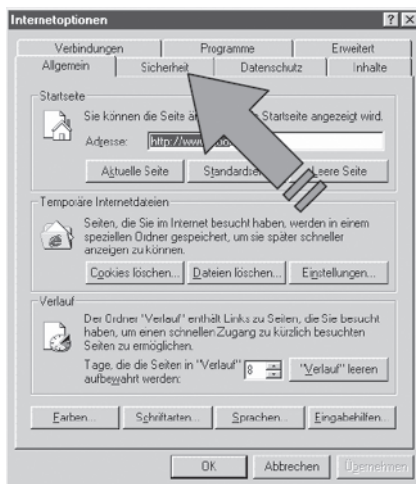 Internetoptionen
Verbindungen Programme Erweitert
Allgemein Sicherheit Datenschutz Inhalte
Startseite
Sie können die Seite Startseite angezeigt wird.
Adresse: http://www.
Aktuelle Seite Leere Seite
Temporäre Internetdateien
Seiten, die Sie im Internet besucht haben, werden in einem
speziellen Ordner gespeichert, um sie später schneller
anzeigen zu können.
Cookies löschen... Dateien löschen... Einstellungen...
Verlauf
Der Ordner "Verlauf" enthält Links zu Seiten, die Sie besucht
haben, um einen schnellen Zugang zu kürzlich besuchten
Seiten zu ermöglichen.
Tage, die die Seiten in "Verlauf"
aufbewahrt werden: 8 "Verlauf" leeren
Farben... Schriftarten... Sprachen... Eingabehilfen...
OK Abbrechen Übernehmen